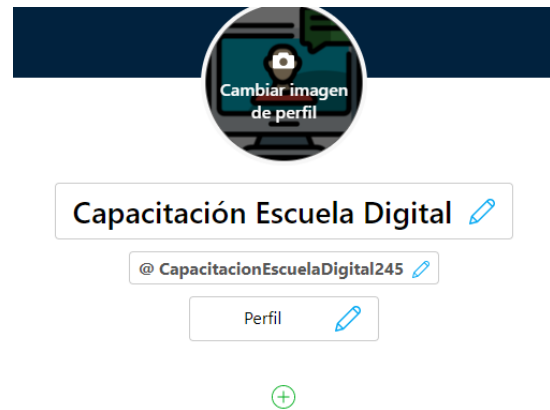 Cambiar imagen
de perfil
Capacitación Escuela Digital
@ CapacitacionEscuelaDigital245
Perfil